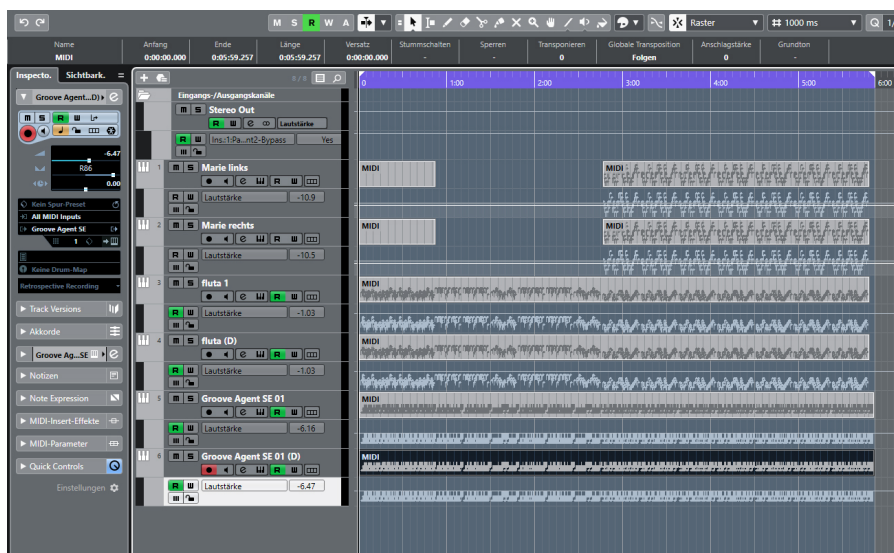 M S R W A Raster 1000 ms Q 1/
Name Anfang Ende Länge Versatz Stummschalten Sperren Transponieren Globale Transposition Anschlagstärke Grundton
MIDI 0:00:00.000 0:05:59.257 0:05:59.257 0:00:00.000 - - 0 Folgen 0 -
Inspecto. Sichtbark.
8 / 8
0 1:00 2:00 3:00 4:00 5:00 6:00
Groove Agent...D)
m S R W
-6.47
R86
0.00
Kein Spur-Preset
All MIDI Inputs
Groove Agent SE
1
Keine Drum-Map
Retrospective Recording
Track Versions
Akkorde
Groove Ag...SE
Notizen
Note Expression
MIDI-Insert-Effekte
MIDI-Parameter
Quick Controls
Einstellungen
Eingangs-/Ausgangskanäle
m S Stereo Out
R W e Lautstärke
R W Ins.:1:Pa...nt2-Bypass Yes
1 m S Marie links
e R W
R W Lautstärke -10.9
MIDI MIDI
2 m S Marie rechts
e R W
R W Lautstärke -10.5
MIDI MIDI
3 m S fluta 1
e R W
R W Lautstärke -1.03
MIDI
4 m S fluta (D)
e R W
R W Lautstärke -1.03
MIDI
5 m S Groove Agent SE 01
e R W
R W Lautstärke -6.16
MIDI
6 m S Groove Agent SE 01 (D)
e R W
R W Lautstärke -6.47
MIDI